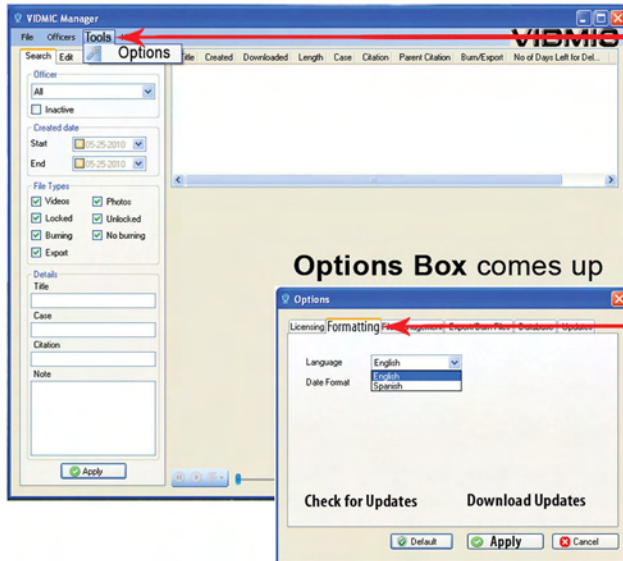 VIDMIC Manager
File Officers Tools
Options
VIDMIC
Search Edit
Title Created Downloaded Length Case Citation Parent Citation Burn/Export No of Days Left for Del...
Officer
All
Inactive
Created date
Start 05-25-2010
End 05-25-2010
File Types
Videos Photos
Locked Unlocked
Burning No burning
Export
Details
Title
Case
Citation
Note
Apply
Options Box comes up
Options
Licensing Formatting File Management Export/Burn Files Database Updates
Language English
Date Format English
Spanish
Check for Updates Download Updates
Default Apply Cancel